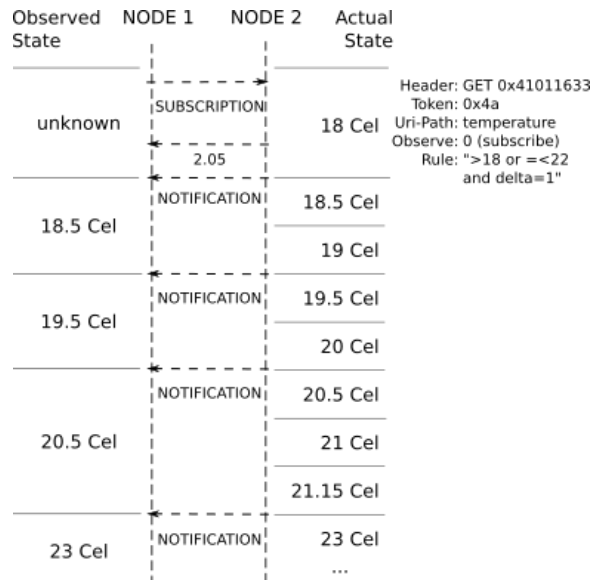 Observed State
NODE 1
NODE 2
Actual State
SUBSCRIPTION
unknown
18 Cel
2.05
Header: GET 0x41011633
Token: 0x4a
Uri-Path: temperature
Observe: 0 (subscribe)
Rule: ">18 or =<22
and delta=1"
NOTIFICATION
18.5 Cel
18.5 Cel
19 Cel
NOTIFICATION
19.5 Cel
19.5 Cel
20 Cel
NOTIFICATION
20.5 Cel
20.5 Cel
21 Cel
21.15 Cel
NOTIFICATION
23 Cel
23 Cel
...